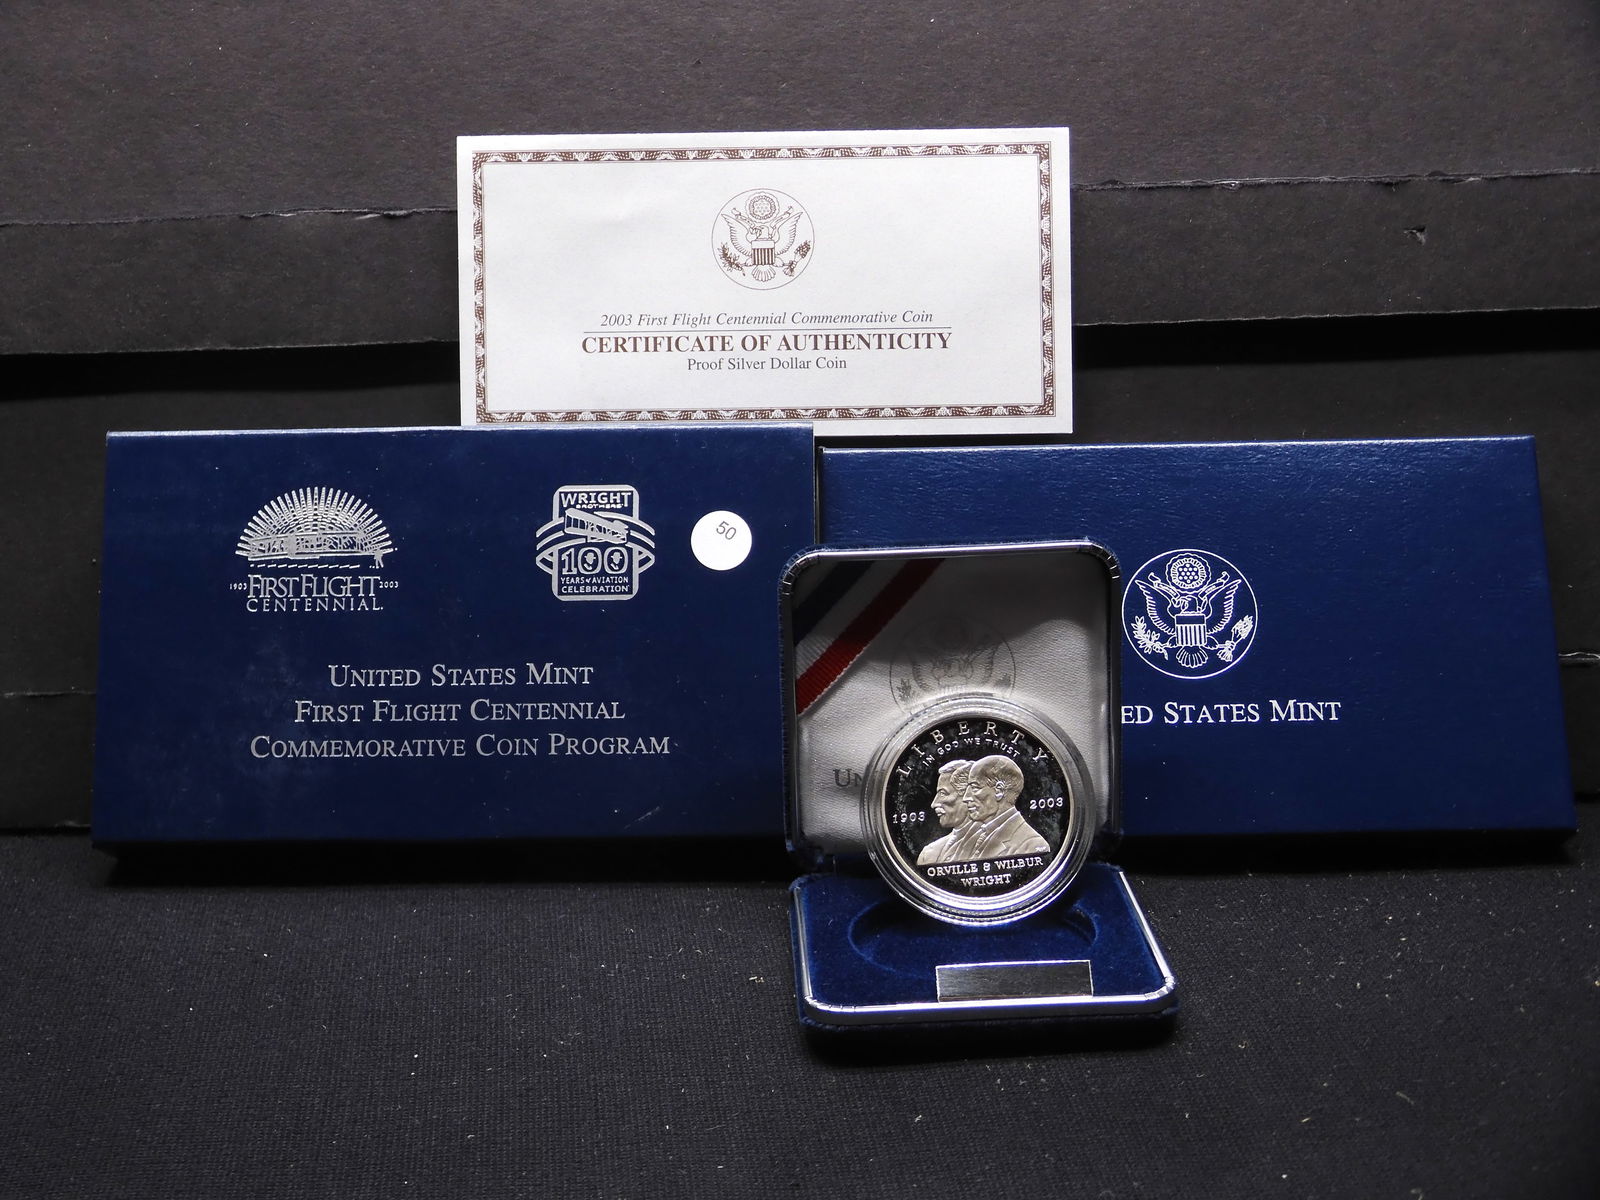 2003 First Flight Centennial Commemorative Coin
CERTIFICATE OF AUTHENTICITY
Proof Silver Dollar Coin
1903 FIRST FLIGHT 2003
CENTENNIAL
WRIGHT
BROTHERS
100
YEARS of AVIATION
CELEBRATION
50
UNITED STATES MINT
FIRST FLIGHT CENTENNIAL
COMMEMORATIVE COIN PROGRAM
ED STATES MINT
UN
LIBERTY
IN GOD WE TRUST
1903
2003
ORVILLE & WILBUR
WRIGHT